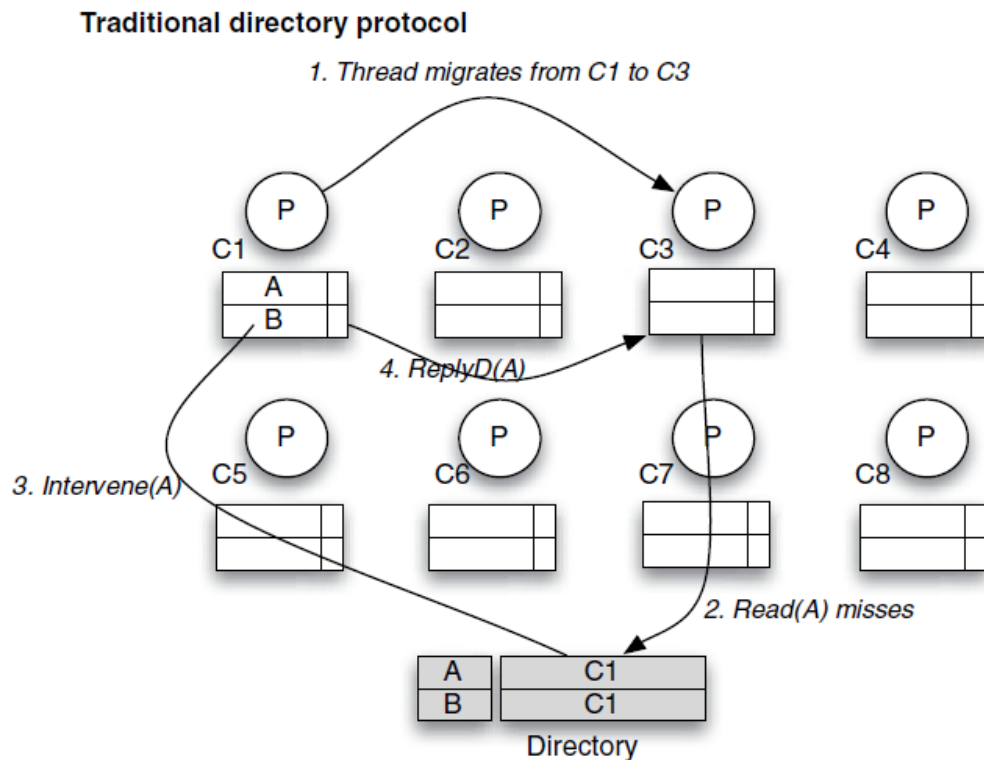 Traditional directory protocol
1. Thread migrates from C1 to C3
P P P P
C1 C2 C3 C4
A
B
4. ReplyD(A)
P P P P
C5 C6 C7 C8
3. Intervene(A)
2. Read(A) misses
A C1
B C1
Directory